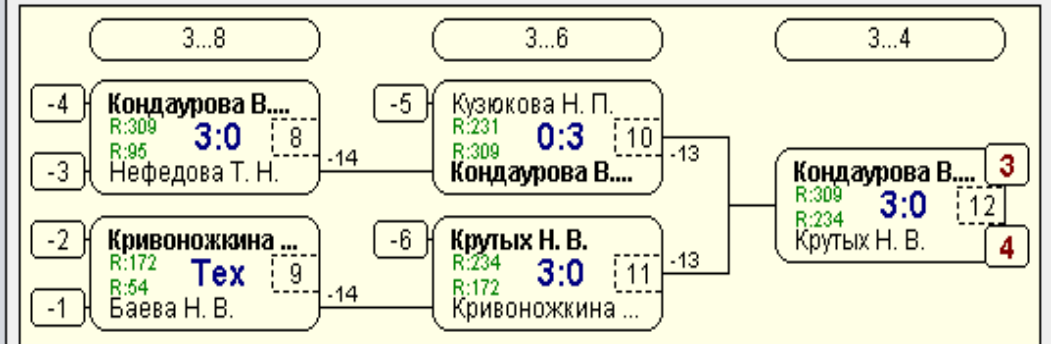 3...8
3...6
3...4
-4
Кондаурова В....
R:309
3:0
8
R:95
-3
Нефедова Т. Н.
-14
-5
Кузюкова Н. П.
R:231
0:3
10
R:309
Кондаурова В....
-13
-2
Кривоножкина ...
R:172
Тех
9
R:54
-1
Баева Н. В.
-14
-6
Крутых Н. В.
R:234
3:0
11
R:172
Кривоножкина ...
-13
Кондаурова В....
3
R:309
3:0
12
R:234
Крутых Н. В.
4